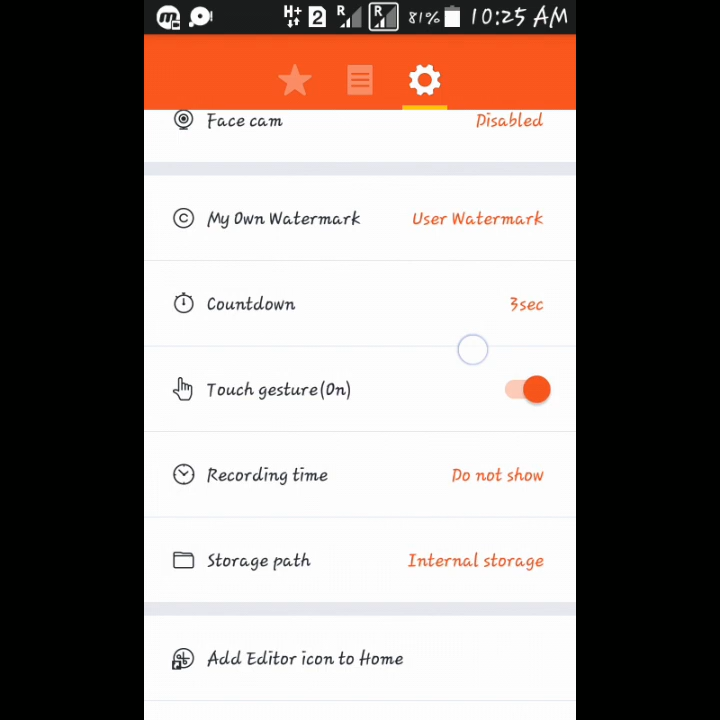 H+ 2 R R 81% 10:25 AM
Face cam Disabled
My Own Watermark User Watermark
Countdown 3sec
Touch gesture(On)
Recording time Do not show
Storage path Internal storage
Add Editor icon to Home